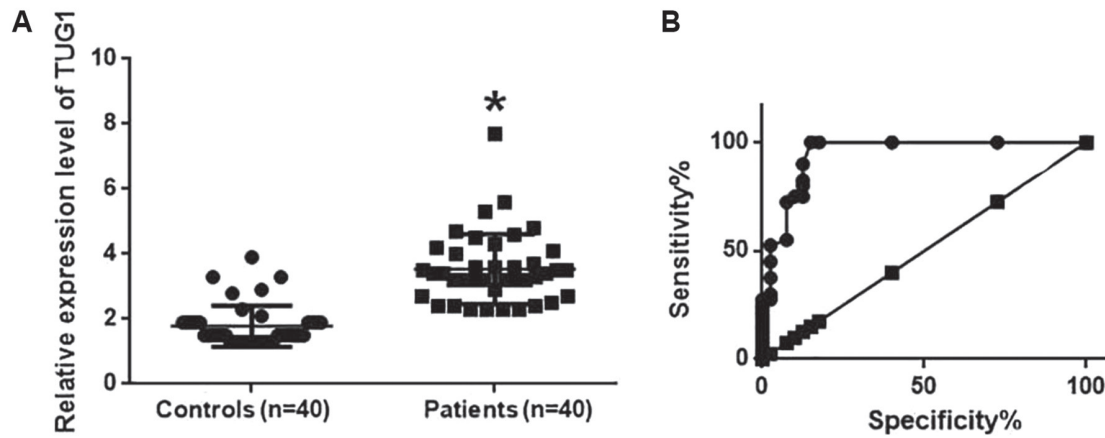 A
Relative expression level of TUG1
10
8
6
4
2
0
*
Controls (n=40)
Patients (n=40)
B
Sensitivity%
100
50
0
0
50
100
Specificity%